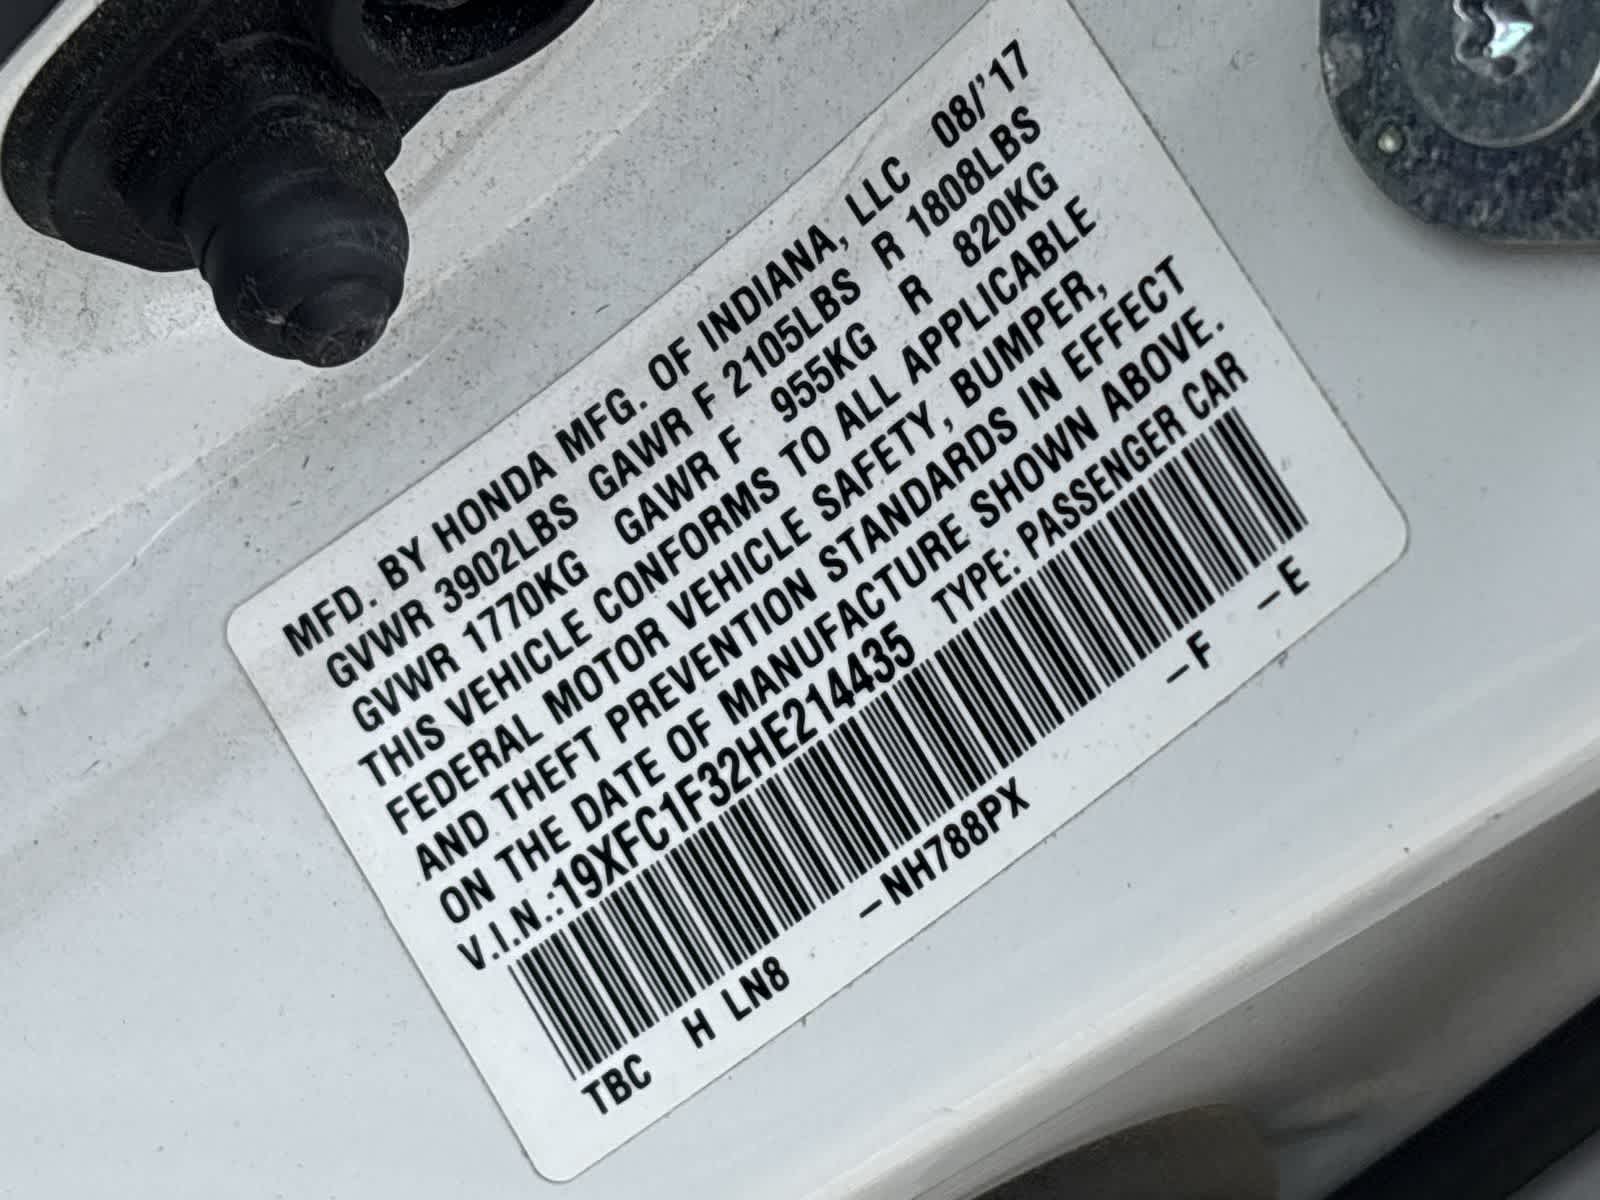 MFD. BY HONDA MFG. OF INDIANA, LLC 08/'17
GVWR 3902LBS GAWR F 2105LBS R 1808LBS
GVWR 1770KG GAWR F 955KG R 820KG
THIS VEHICLE CONFORMS TO ALL APPLICABLE
FEDERAL MOTOR VEHICLE SAFETY, BUMPER,
AND THEFT PREVENTION STANDARDS IN EFFECT
ON THE DATE OF MANUFACTURE SHOWN ABOVE.
V.I.N.:19XFC1F32HE214435 TYPE: PASSENGER CAR
TBC H LN8 –NH788PX –F –E